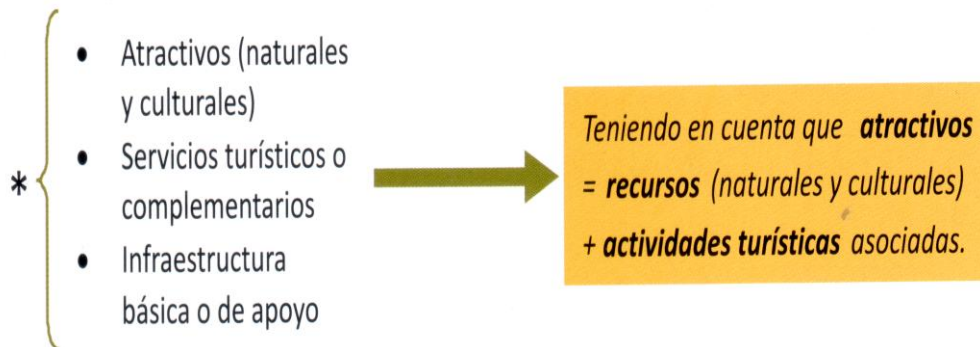 *
• Atractivos (naturales
y culturales)
• Servicios turísticos o
complementarios
• Infraestructura
básica o de apoyo
Teniendo en cuenta que atractivos
= recursos (naturales y culturales)
+ actividades turísticas asociadas.